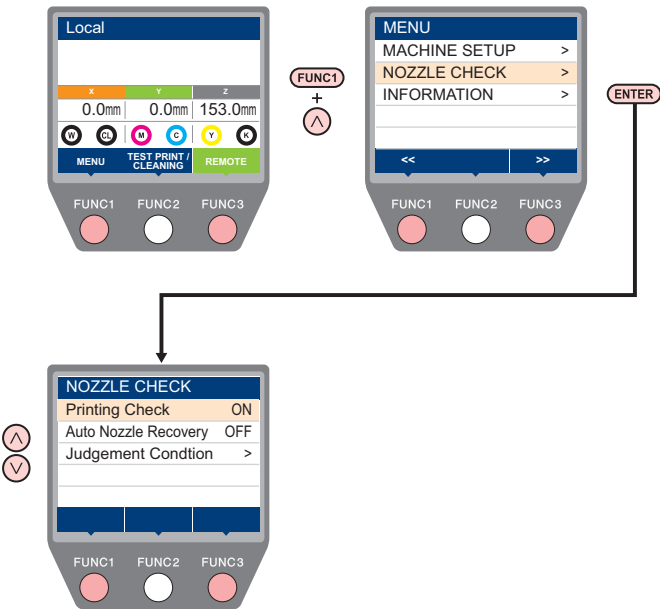 Local
X Y Z
0.0mm 0.0mm 153.0mm
W CL M C Y K
MENU TEST PRINT / CLEANING REMOTE
FUNC1 FUNC2 FUNC3
FUNC1
+
MENU
MACHINE SETUP >
NOZZLE CHECK >
INFORMATION >
<< >>
FUNC1 FUNC2 FUNC3
ENTER
NOZZLE CHECK
Printing Check ON
Auto Nozzle Recovery OFF
Judgement Condtion >
FUNC1 FUNC2 FUNC3